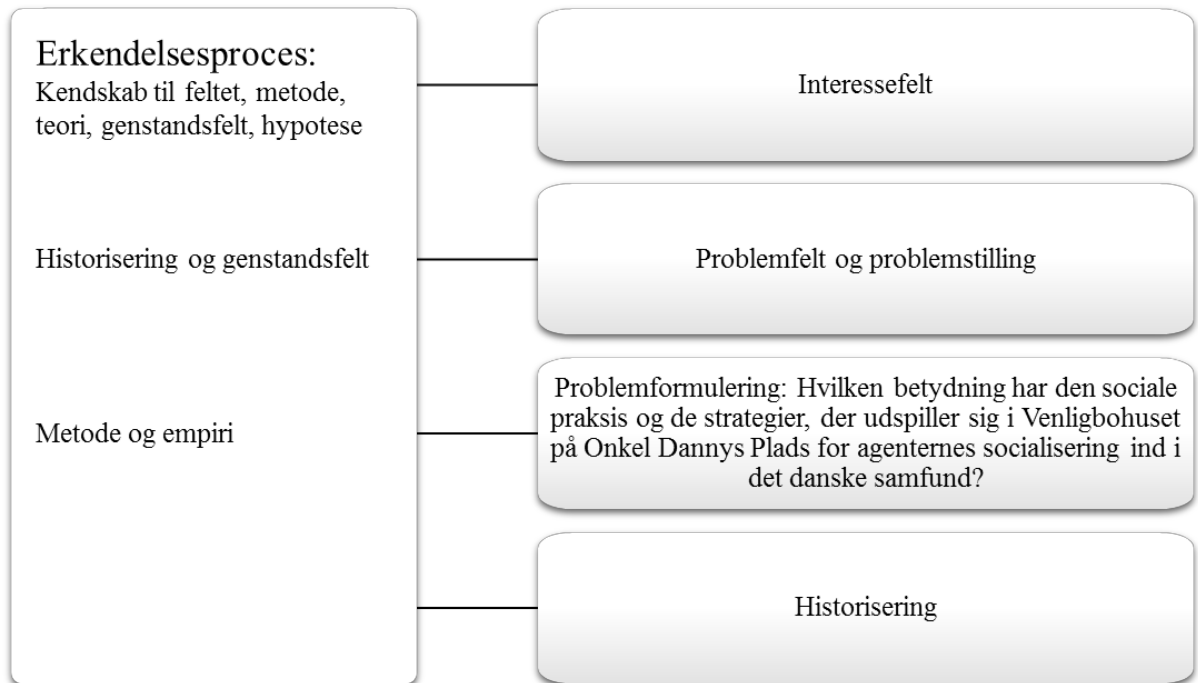 Erkendelsesproces:
Kendskab til feltet, metode,
teori, genstandsfelt, hypotese
Interessefelt
Historisering og genstandsfelt
Problemfelt og problemstilling
Metode og empiri
Problemformulering: Hvilken betydning har den sociale
praksis og de strategier, der udspiller sig i Venligbohuset
på Onkel Dannys Plads for agenternes socialisering ind i
det danske samfund?
Historisering